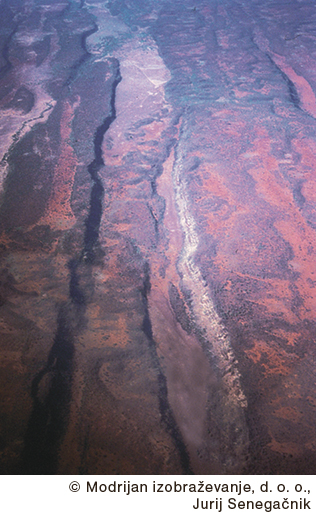 © Modrijan izobraževanje, d. o. o.,
Jurij Senegačnik